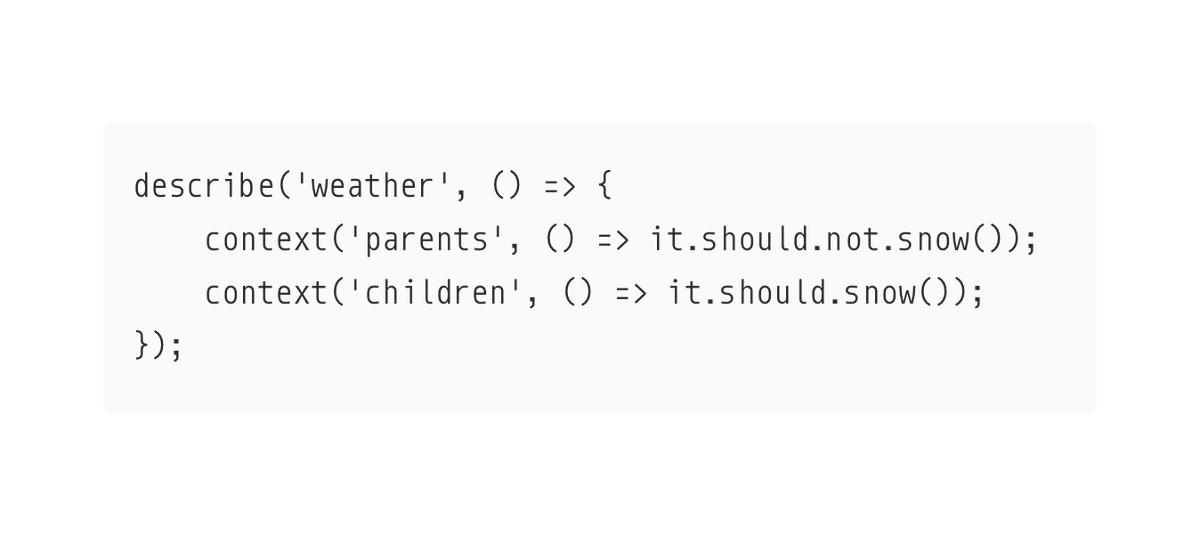 describe('weather', () => {
    context('parents', () => it.should.not.snow());
    context('children', () => it.should.snow());
});